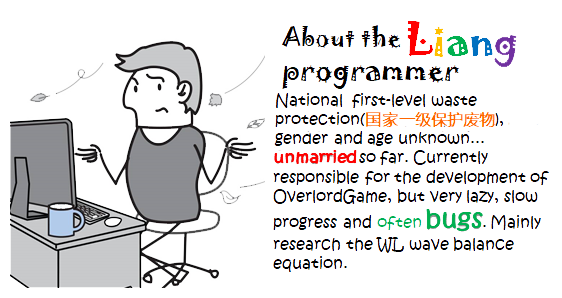 About the Liang
programmer
National first-level waste
protection(国家一级保护废物),
gender and age unknown...
unmarried so far. Currently
responsible for the development of
OverlordGame, but very lazy, slow
progress and often bugs. Mainly
research the WL wave balance
equation.